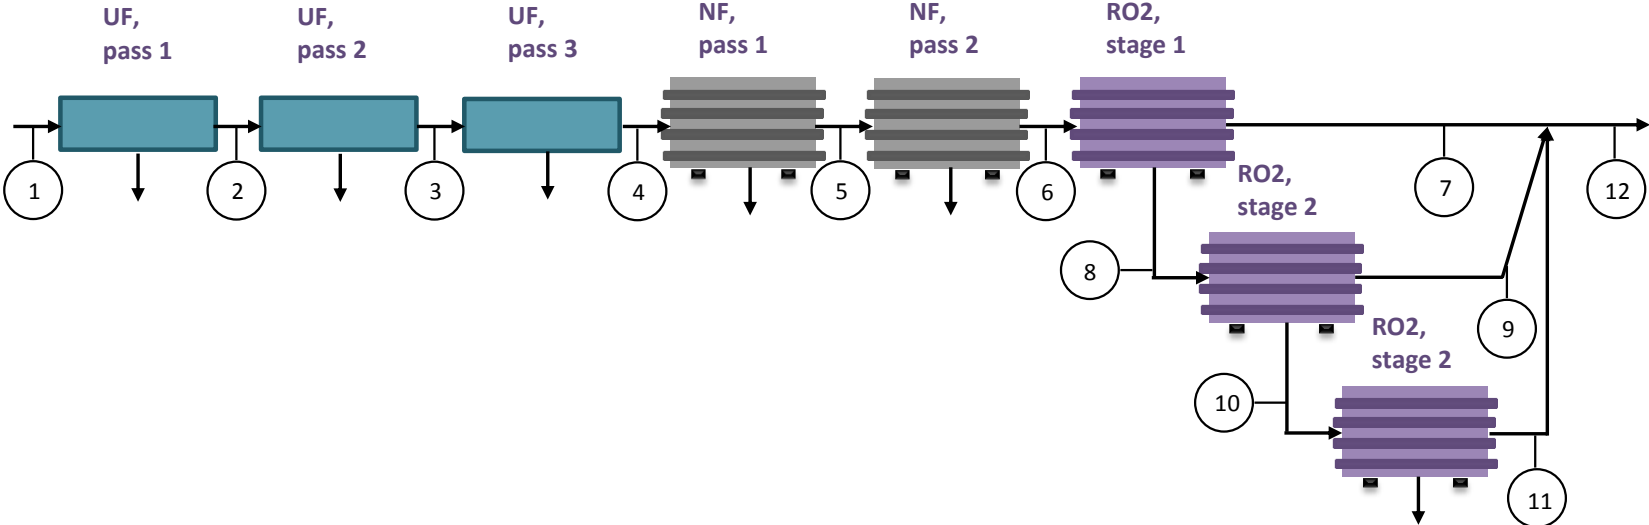 UF,
pass 1
UF,
pass 2
UF,
pass 3
NF,
pass 1
NF,
pass 2
RO2,
stage 1
1
2
3
4
5
6
7
12
RO2,
stage 2
8
9
RO2,
stage 2
10
11